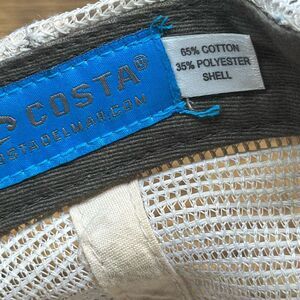 COSTA®
COSTADELMAR.COM
65% COTTON
35% POLYESTER
SHELL